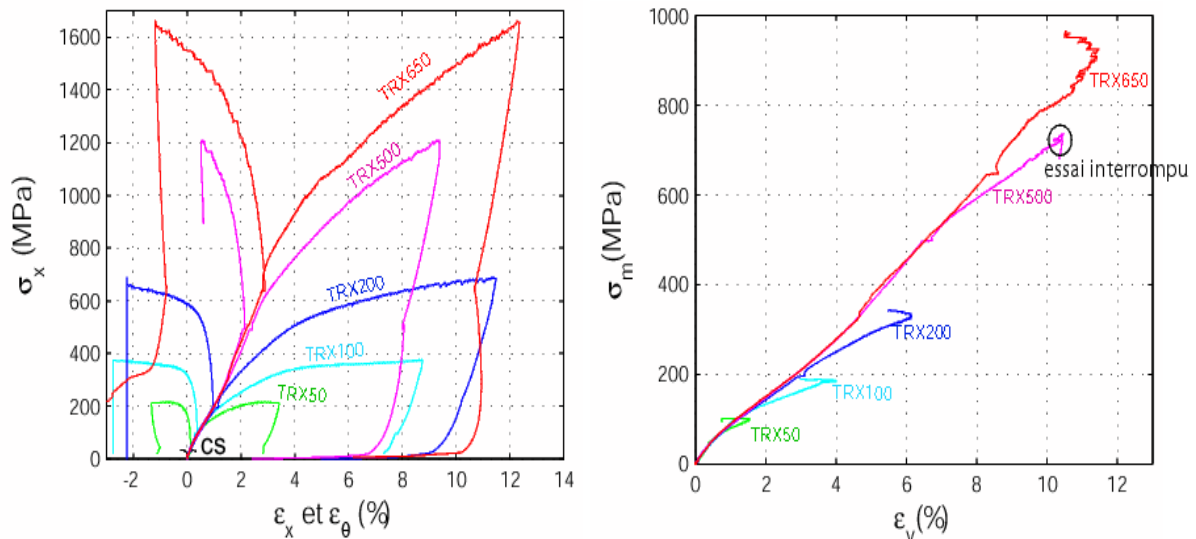 1600
1400
1200
1000
800
600
400
200
0
σx (MPa)
TRX650
TRX500
TRX200
TRX100
TRX50
CS
-2 0 2 4 6 8 10 12 14
εx et εθ (%)
1000
800
600
400
200
0
σm (MPa)
TRX650
essai interrompu
TRX500
TRX200
TRX100
TRX50
0 2 4 6 8 10 12
εv (%)